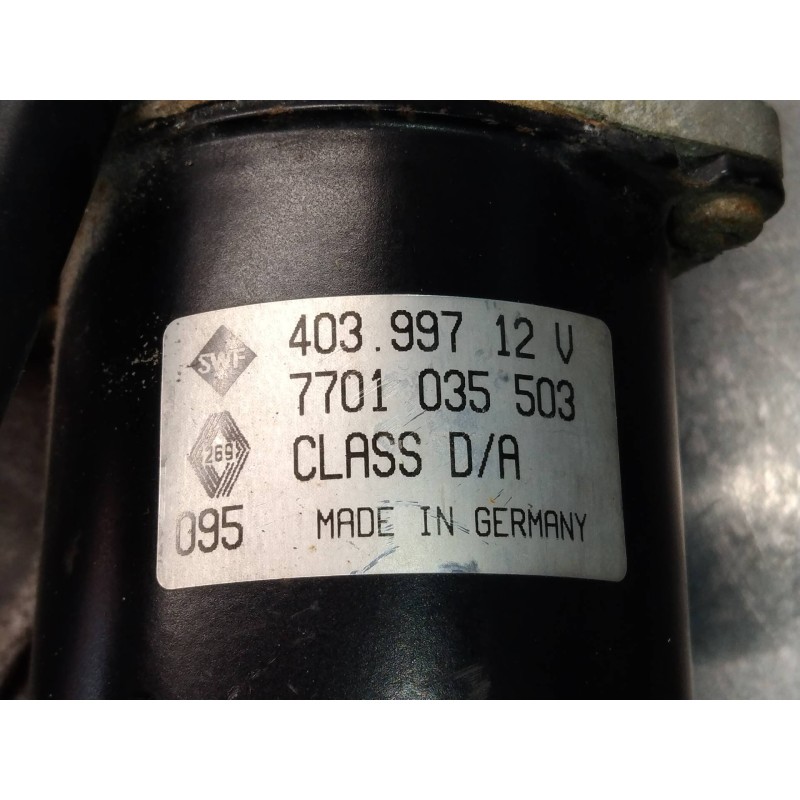 SWF
403.997 12 V
7701 035 503
269
CLASS D/A
095
MADE IN GERMANY